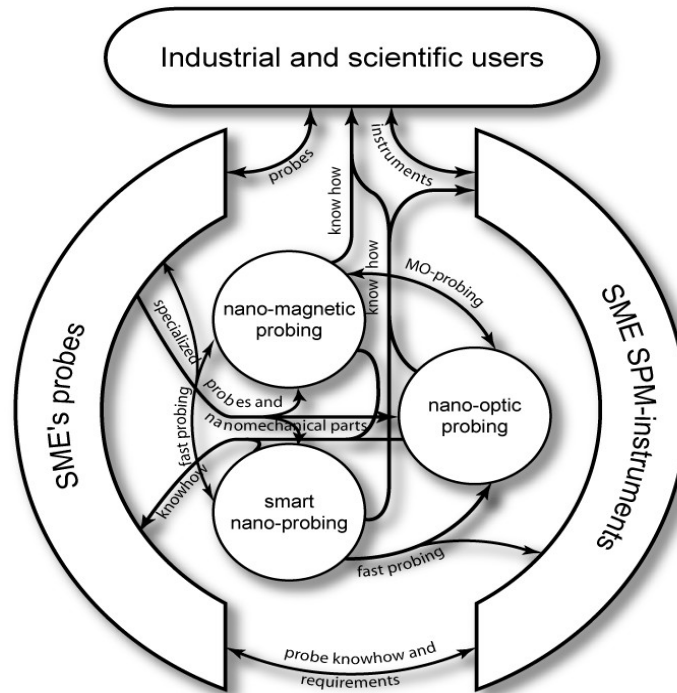 Industrial and scientific users
probes
instruments
know how
know how
MO-probing
SME's probes
SME SPM-instruments
nano-magnetic
probing
specialized
probes and
nanomechanical parts
fast probing
nano-optic
probing
knowhow
smart
nano-probing
fast probing
probe knowhow and
requirements